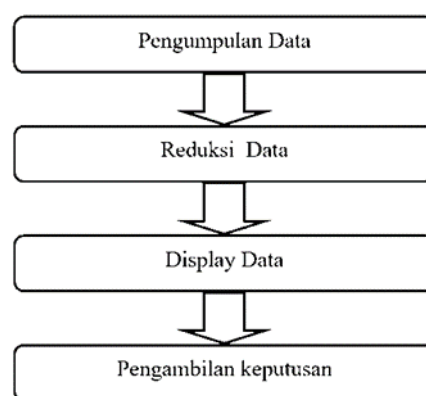 Pengumpulan Data
Reduksi Data
Display Data
Pengambilan keputusan